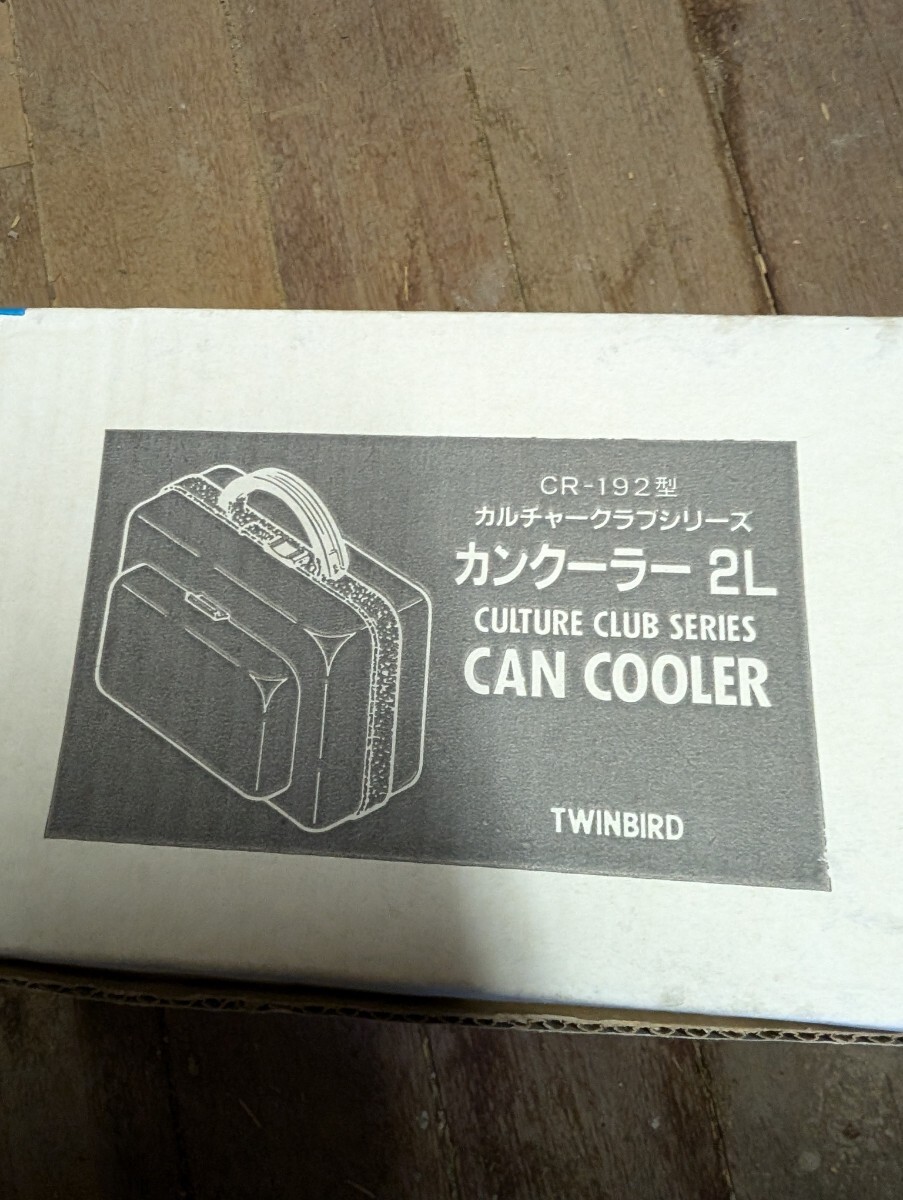 CR-192型
カルチャークラブシリーズ
カンクーラー 2L
CULTURE CLUB SERIES
CAN COOLER
TWINBIRD